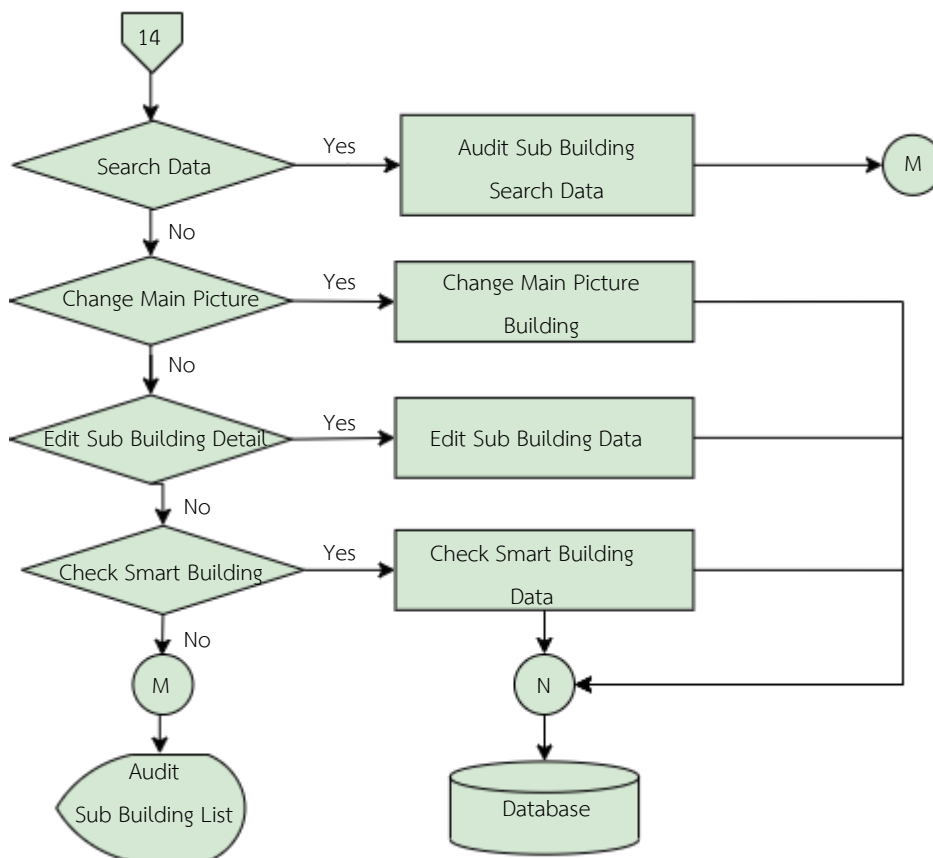 14
Search Data
Yes
Audit Sub Building
Search Data
M
No
Change Main Picture
Yes
Change Main Picture
Building
No
Edit Sub Building Detail
Yes
Edit Sub Building Data
No
Check Smart Building
Yes
Check Smart Building
Data
No
M
N
Audit
Sub Building List
Database